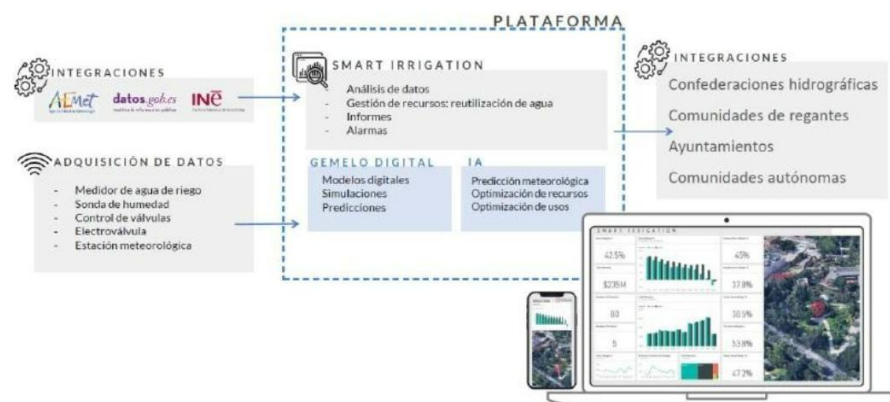 PLATAFORMA
INTEGRACIONES
AEMet
datos.gob.es
INE
ADQUISICIÓN DE DATOS
- Medidor de agua de riego
- Sonda de humedad
- Control de válvulas
- Electroválvula
- Estación meteorológica
SMART IRRIGATION
- Análisis de datos
- Gestión de recursos: reutilización de agua
- Informes
- Alarmas
GEMELO DIGITAL
Modelos digitales
Simulaciones
Predicciones
IA
Predicción meteorológica
Optimización de recursos
Optimización de usos
INTEGRACIONES
Confederaciones hidrográficas
Comunidades de regantes
Ayuntamientos
Comunidades autónomas
SMART IRRIGATION
42.5%
45%
$235M
37.8%
80
30.5%
5
53.8%
47.2%